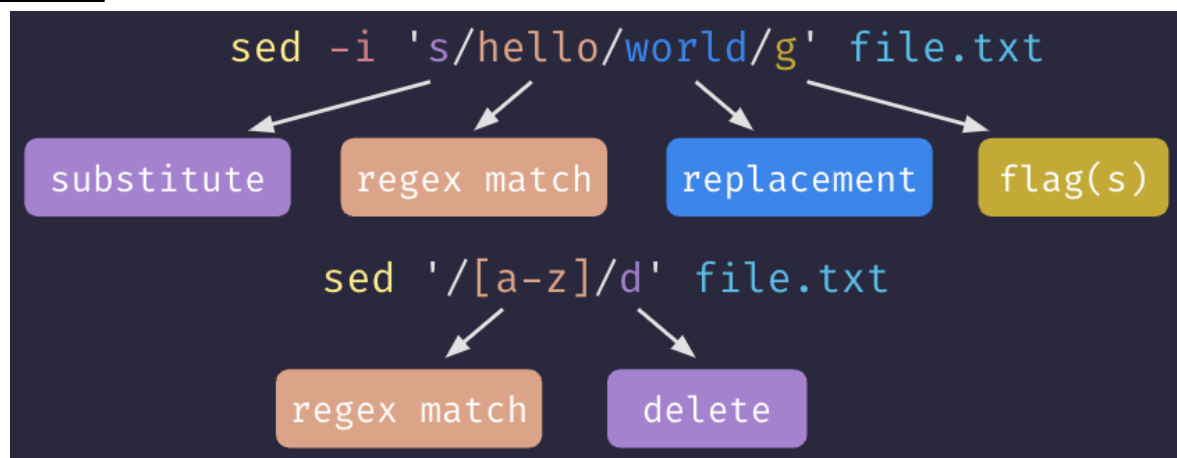 sed -i 's/hello/world/g' file.txt
substitute regex match replacement flag(s)
sed '/[a-z]/d' file.txt
regex match delete